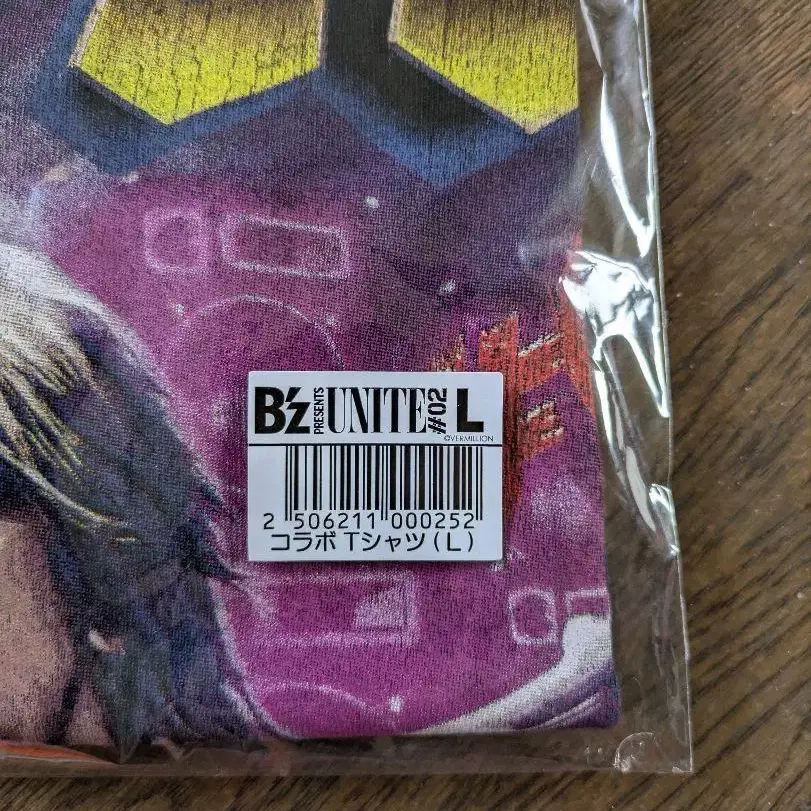 B'z PRESENTS UNITE #02 L
©VERMILLION
2 506211 000252
コラボTシャツ(L)